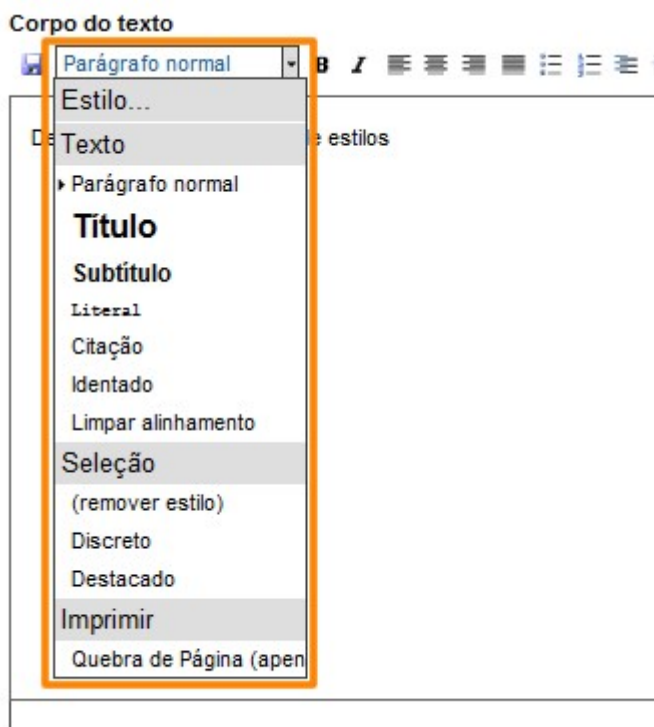 Corpo do texto
Parágrafo normal B I
Estilo...
Texto e estilos
Parágrafo normal
Título
Subtítulo
Literal
Citação
Identado
Limpar alinhamento
Seleção
(remover estilo)
Discreto
Destacado
Imprimir
Quebra de Página (apen